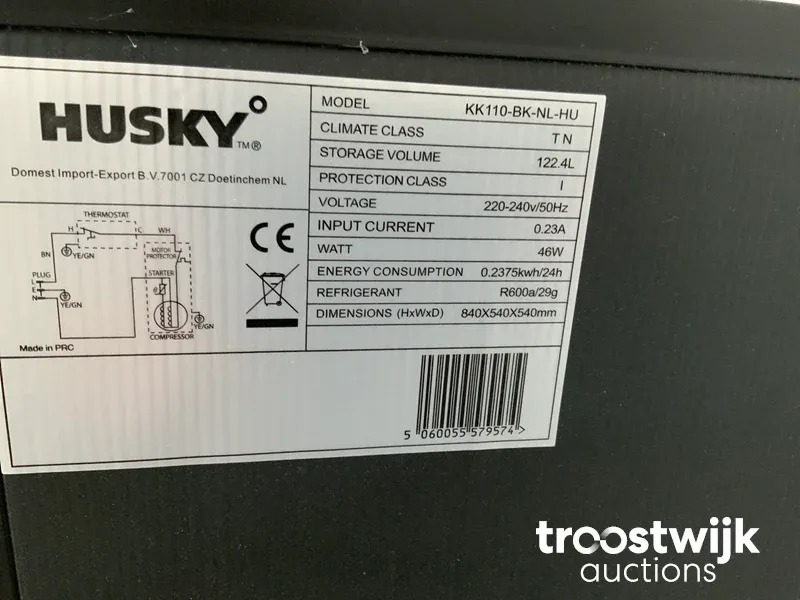 HUSKY° TM®
Domest Import-Export B.V.7001 CZ Doetinchem NL
THERMOSTAT
H C WH
BN YE/GN
MOTOR PROTECTOR
PLUG
STARTER
L
E
N
YE/GN
YE/GN
COMPRESSOR
Made in PRC
CE
MODEL KK110-BK-NL-HU
CLIMATE CLASS T N
STORAGE VOLUME 122.4L
PROTECTION CLASS I
VOLTAGE 220-240v/50Hz
INPUT CURRENT 0.23A
WATT 46W
ENERGY CONSUMPTION 0.2375kwh/24h
REFRIGERANT R600a/29g
DIMENSIONS (HxWxD) 840X540X540mm
5 060055 579574 >
troostwijk
auctions